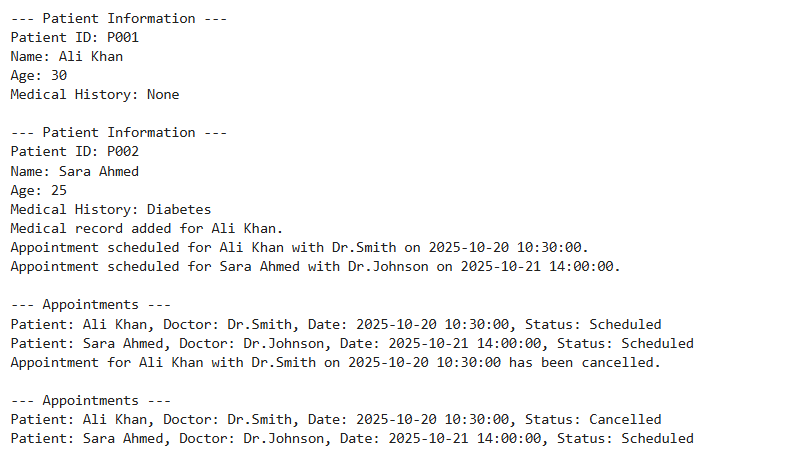 --- Patient Information ---
Patient ID: P001
Name: Ali Khan
Age: 30
Medical History: None

--- Patient Information ---
Patient ID: P002
Name: Sara Ahmed
Age: 25
Medical History: Diabetes
Medical record added for Ali Khan.
Appointment scheduled for Ali Khan with Dr.Smith on 2025-10-20 10:30:00.
Appointment scheduled for Sara Ahmed with Dr.Johnson on 2025-10-21 14:00:00.

--- Appointments ---
Patient: Ali Khan, Doctor: Dr.Smith, Date: 2025-10-20 10:30:00, Status: Scheduled
Patient: Sara Ahmed, Doctor: Dr.Johnson, Date: 2025-10-21 14:00:00, Status: Scheduled
Appointment for Ali Khan with Dr.Smith on 2025-10-20 10:30:00 has been cancelled.

--- Appointments ---
Patient: Ali Khan, Doctor: Dr.Smith, Date: 2025-10-20 10:30:00, Status: Cancelled
Patient: Sara Ahmed, Doctor: Dr.Johnson, Date: 2025-10-21 14:00:00, Status: Scheduled